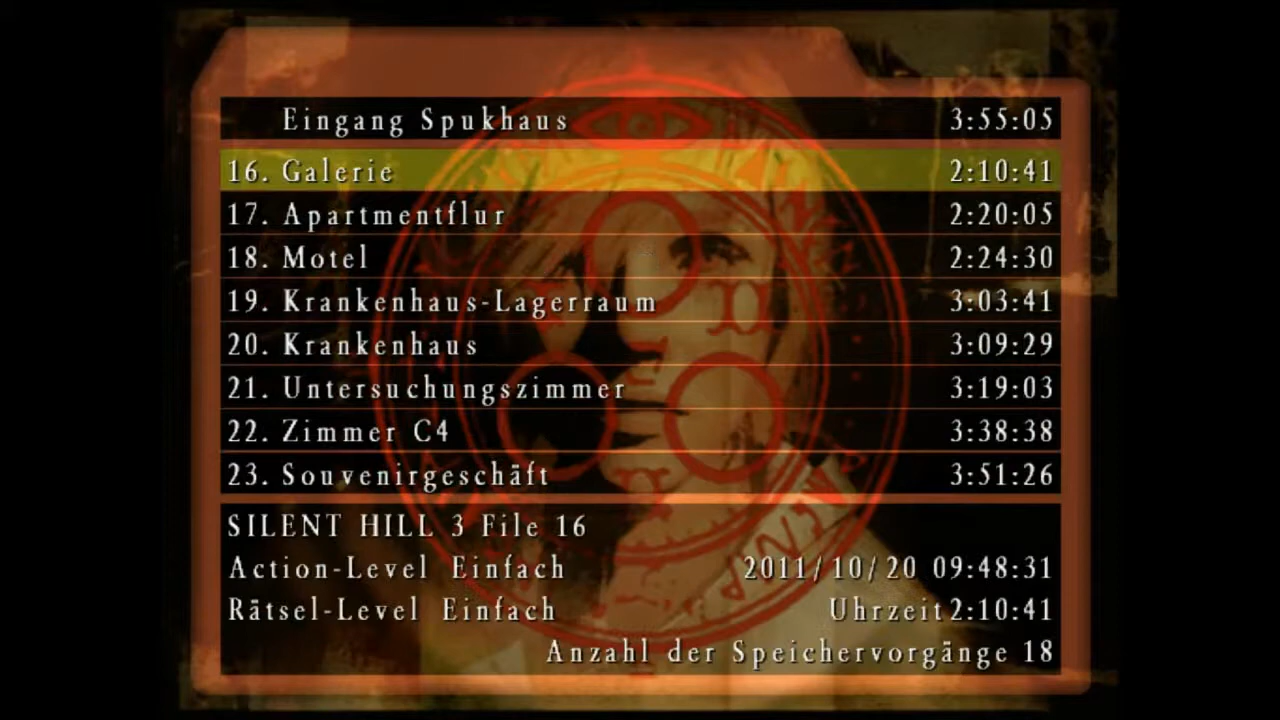 Eingang Spukhaus 3:55:05
16. Galerie 2:10:41
17. Apartmentflur 2:20:05
18. Motel 2:24:30
19. Krankenhaus-Lagerraum 3:03:41
20. Krankenhaus 3:09:29
21. Untersuchungszimmer 3:19:03
22. Zimmer C4 3:38:38
23. Souvenirgeschäft 3:51:26
SILENT HILL 3 File 16
Action-Level Einfach 2011/10/20 09:48:31
Rätsel-Level Einfach Uhrzeit 2:10:41
Anzahl der Speichervorgänge 18